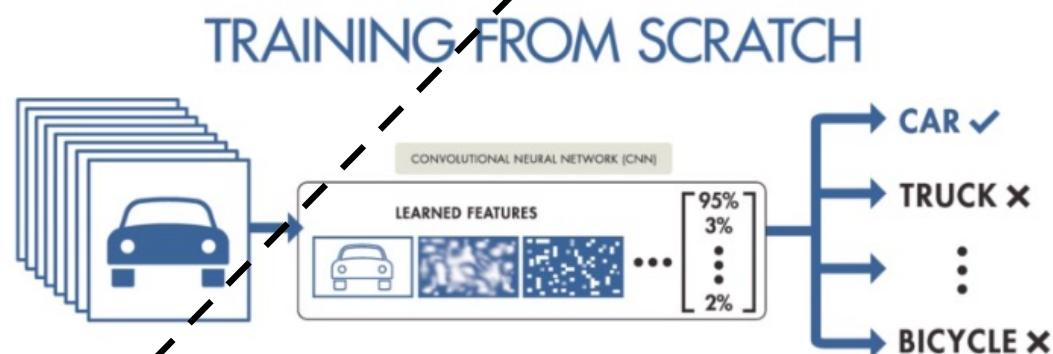 TRAINING FROM SCRATCH
CONVOLUTIONAL NEURAL NETWORK (CNN)
LEARNED FEATURES
95%
3%
2%
CAR
TRUCK
BICYCLE